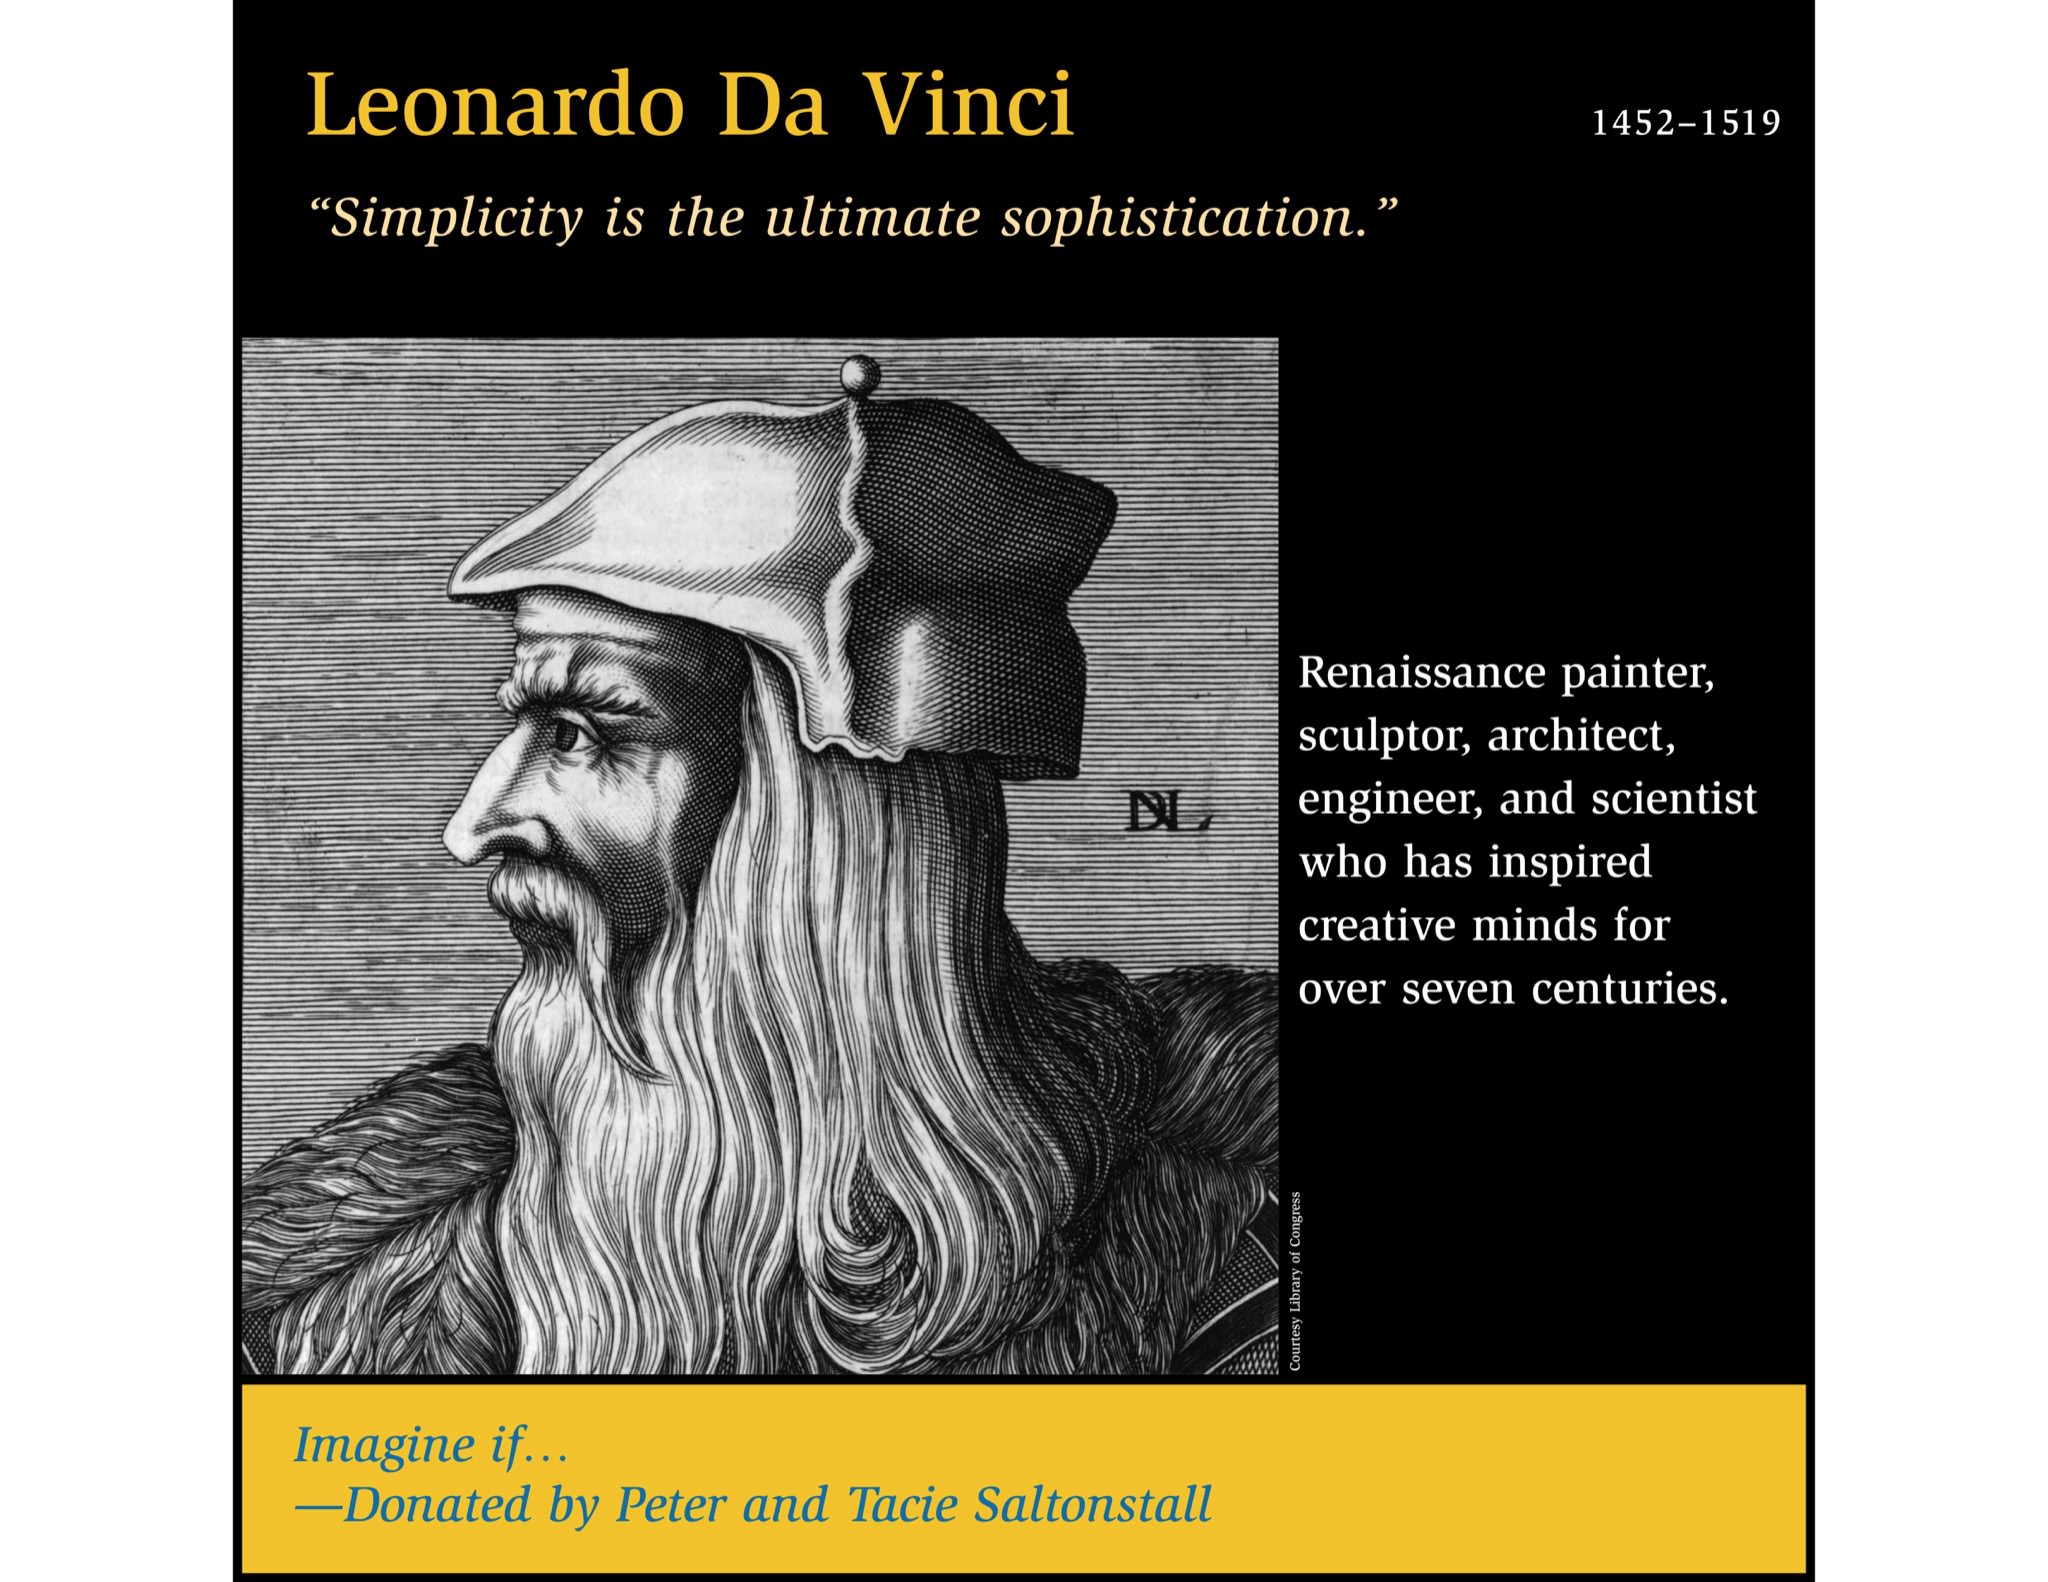 Leonardo Da Vinci
1452–1519
“Simplicity is the ultimate sophistication.”
Renaissance painter,
sculptor, architect,
engineer, and scientist
who has inspired
creative minds for
over seven centuries.
Courtesy Library of Congress
Imagine if…
—Donated by Peter and Tacie Saltonstall